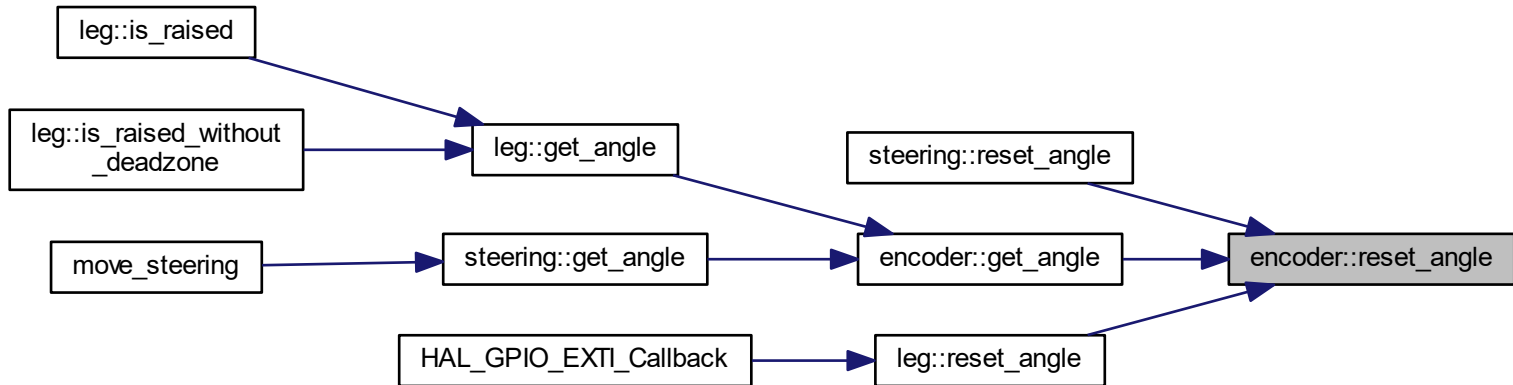 leg::is_raised
leg::is_raised_without
_deadzone
leg::get_angle
steering::reset_angle
move_steering
steering::get_angle
encoder::get_angle
encoder::reset_angle
HAL_GPIO_EXTI_Callback
leg::reset_angle